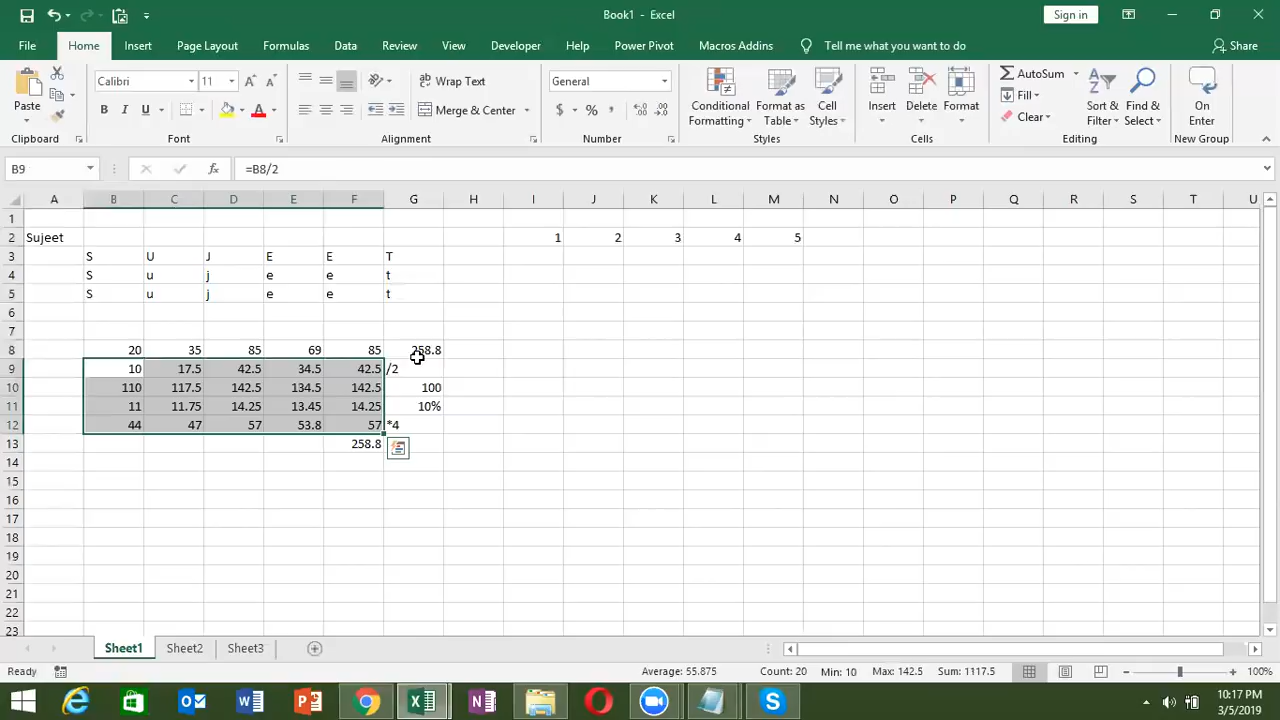 Book1 - Excel
Sign in
File Home Insert Page Layout Formulas Data Review View Developer Help Power Pivot Macros Addins Tell me what you want to do Share
Paste
Calibri 11
Wrap Text
General
Conditional Formatting
Format as Table
Cell Styles
Insert
Delete
Format
AutoSum
Fill
Clear
Sort & Filter
Find & Select
On Enter
B I U
Merge & Center
$ % ,
Clipboard Font Alignment Number Styles Cells Editing New Group
B9 =B8/2
A B C D E F G H I J K L M N O P Q R S T U
1
2 Sujeet 1 2 3 4 5
3 S U J E E T
4 S u j e e t
5 S u j e e t
6
7
8 20 35 85 69 85 258.8
9 10 17.5 42.5 34.5 42.5 /2
10 110 117.5 142.5 134.5 142.5 100
11 11 11.75 14.25 13.45 14.25 10%
12 44 47 57 53.8 57 *4
13 258.8
14
15
16
17
18
19
20
21
22
23
Sheet1 Sheet2 Sheet3
Ready Average: 55.875 Count: 20 Min: 10 Max: 142.5 Sum: 1117.5 100%
10:17 PM
3/5/2019